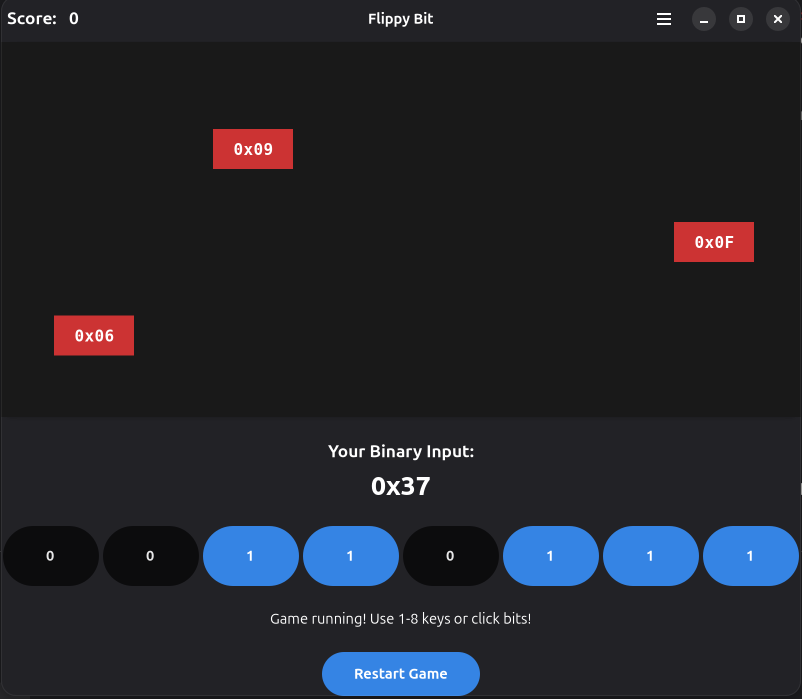 Score: 0
Flippy Bit
0x09
0x0F
0x06
Your Binary Input:
0x37
0 0 1 1 0 1 1 1
Game running! Use 1-8 keys or click bits!
Restart Game